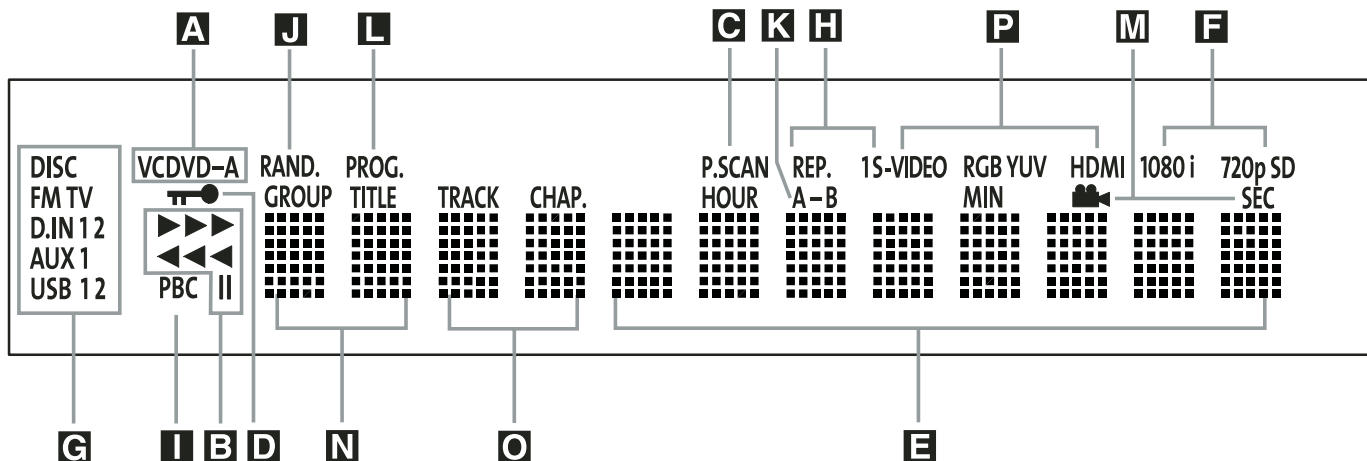 A J L C K H P M F
DISC VCDVD-A RAND. PROG. P.SCAN REP. 1S-VIDEO RGB YUV HDMI 1080 i 720p SD
FM TV GROUP TITLE TRACK CHAP. HOUR A-B MIN SEC
D.IN 1 2
AUX 1
USB 1 2 PBC
G I B D N O E